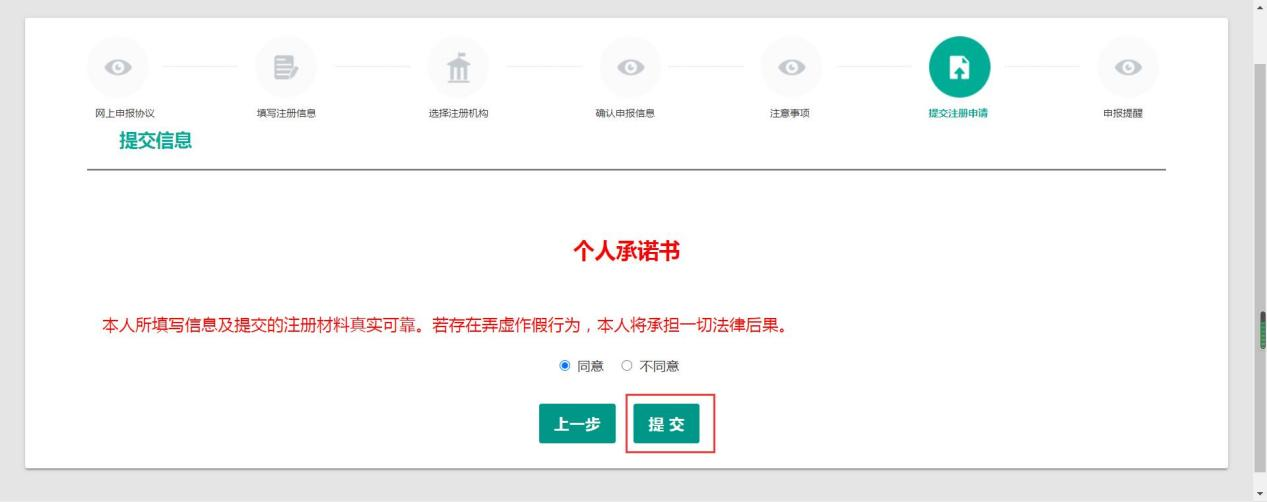 网上申报协议
填写注册信息
选择注册机构
确认申报信息
注意事项
提交注册申请
申报提醒
提交信息
个人承诺书
本人所填写信息及提交的注册材料真实可靠。若存在弄虚作假行为，本人将承担一切法律后果。
同意 不同意
上一步 提 交